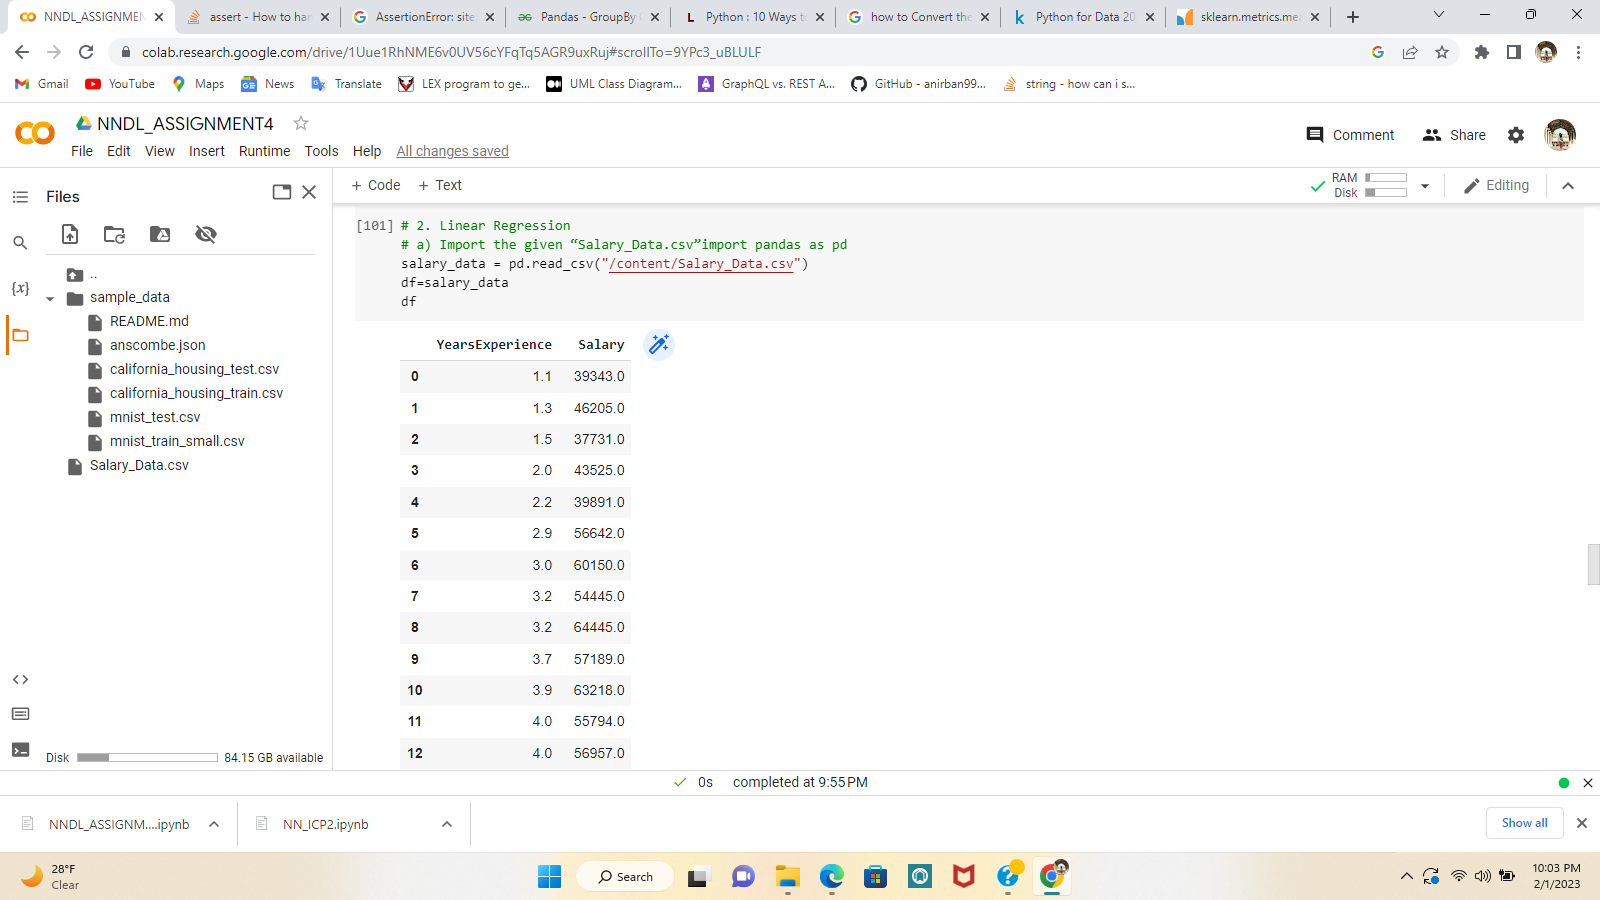 NNDL_ASSIGNMEN
assert - How to han
AssertionError: site
Pandas - GroupBy
Python : 10 Ways t
how to Convert the
Python for Data 20
sklearn.metrics.mea
colab.research.google.com/drive/1Uue1RhNME6v0UV56cYFqTq5AGR9uxRuj#scrollTo=9YPc3_uBLULF
Gmail
YouTube
Maps
News
Translate
LEX program to ge...
UML Class Diagram...
GraphQL vs. REST A...
GitHub - anirban99...
string - how can i s...
NNDL_ASSIGNMENT4
Comment
Share
File Edit View Insert Runtime Tools Help All changes saved
Files
+ Code + Text
RAM
Disk
Editing
..
sample_data
README.md
anscombe.json
california_housing_test.csv
california_housing_train.csv
mnist_test.csv
mnist_train_small.csv
Salary_Data.csv
Disk 84.15 GB available
[101] # 2. Linear Regression
# a) Import the given “Salary_Data.csv”import pandas as pd
salary_data = pd.read_csv("/content/Salary_Data.csv")
df=salary_data
df
YearsExperience Salary
0 1.1 39343.0
1 1.3 46205.0
2 1.5 37731.0
3 2.0 43525.0
4 2.2 39891.0
5 2.9 56642.0
6 3.0 60150.0
7 3.2 54445.0
8 3.2 64445.0
9 3.7 57189.0
10 3.9 63218.0
11 4.0 55794.0
12 4.0 56957.0
0s completed at 9:55 PM
NNDL_ASSIGNM....ipynb
NN_ICP2.ipynb
Show all
28°F
Clear
Search
10:03 PM
2/1/2023